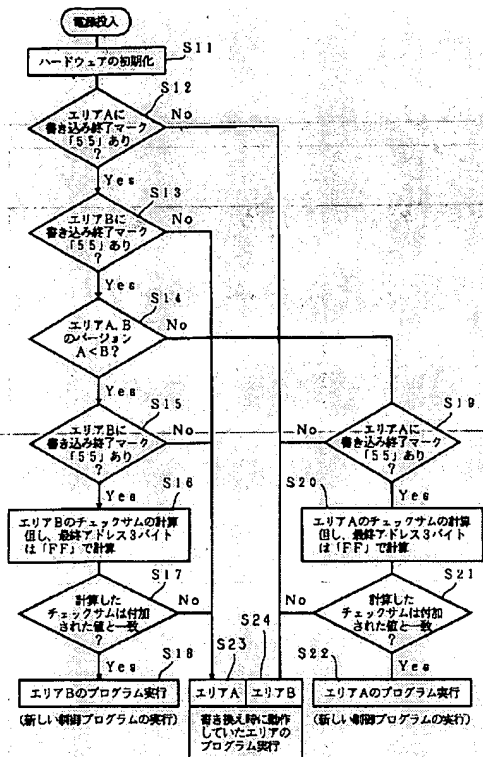 電源投入
S11
ハードウェアの初期化
S12
エリアAに
書き込み終了マーク
「55」あり
?
No
Yes
S13
エリアBに
書き込み終了マーク
「55」あり
?
No
Yes
S14
エリアA,B
のバージョン
A<B?
No
Yes
S15
エリアBに
書き込み終了マーク
「55」あり
?
No
Yes
S19
エリアAに
書き込み終了マーク
「55」あり
?
No
Yes
S16
エリアBのチェックサムの計算
但し、最終アドレス3バイト
は「FF」で計算
S20
エリアAのチェックサムの計算
但し、最終アドレス3バイト
は「FF」で計算
S17
計算した
チェックサムは付加
された値と一致
?
No
Yes
S21
計算した
チェックサムは付加
された値と一致
?
No
Yes
S18
エリアBのプログラム実行
(新しい制御プログラムの実行)
S23
エリアA
S24
エリアB
書き換え時に動作
していたエリアの
プログラム実行
S22
エリアAのプログラム実行
(新しい制御プログラムの実行)